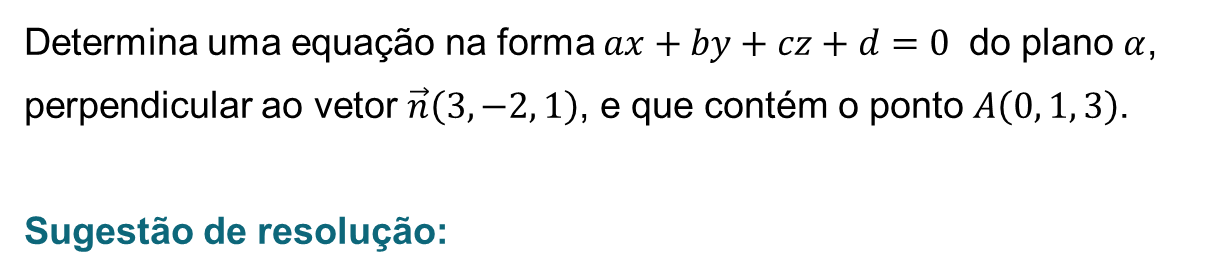 Determina uma equação na forma ax + by + cz + d = 0 do plano α,
perpendicular ao vetor n⃗(3, −2, 1), e que contém o ponto A(0, 1, 3).
Sugestão de resolução: